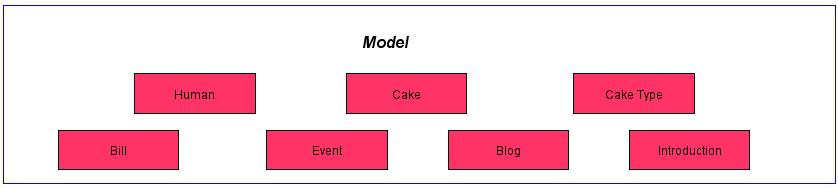 Model
Human
Cake
Cake Type
Bill
Event
Blog
Introduction